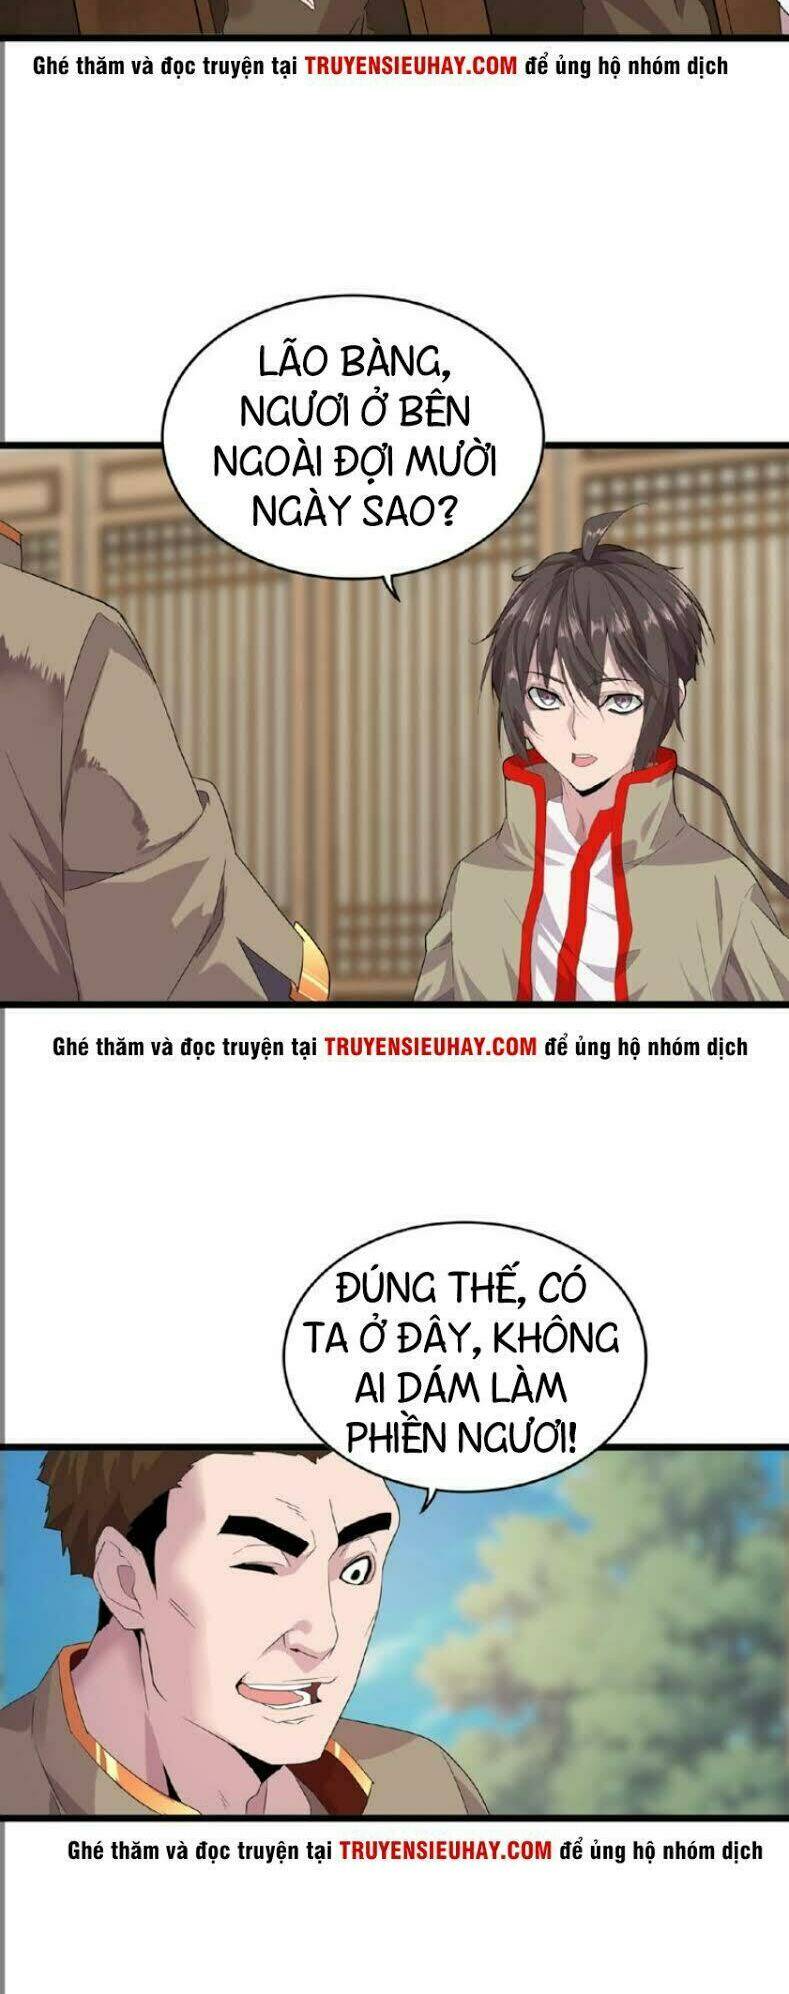 Ghé thăm và đọc truyện tại TRUYENSIEUHAY.COM để ủng hộ nhóm dịch
LÃO BÀNG,
NGƯƠI Ở BÊN
NGOÀI ĐỢI MƯỜI
NGÀY SAO?
Ghé thăm và đọc truyện tại TRUYENSIEUHAY.COM để ủng hộ nhóm dịch
ĐÚNG THẾ, CÓ
TA Ở ĐÂY, KHÔNG
AI DÁM LÀM
PHIỀN NGƯƠI!
Ghé thăm và đọc truyện tại TRUYENSIEUHAY.COM để ủng hộ nhóm dịch